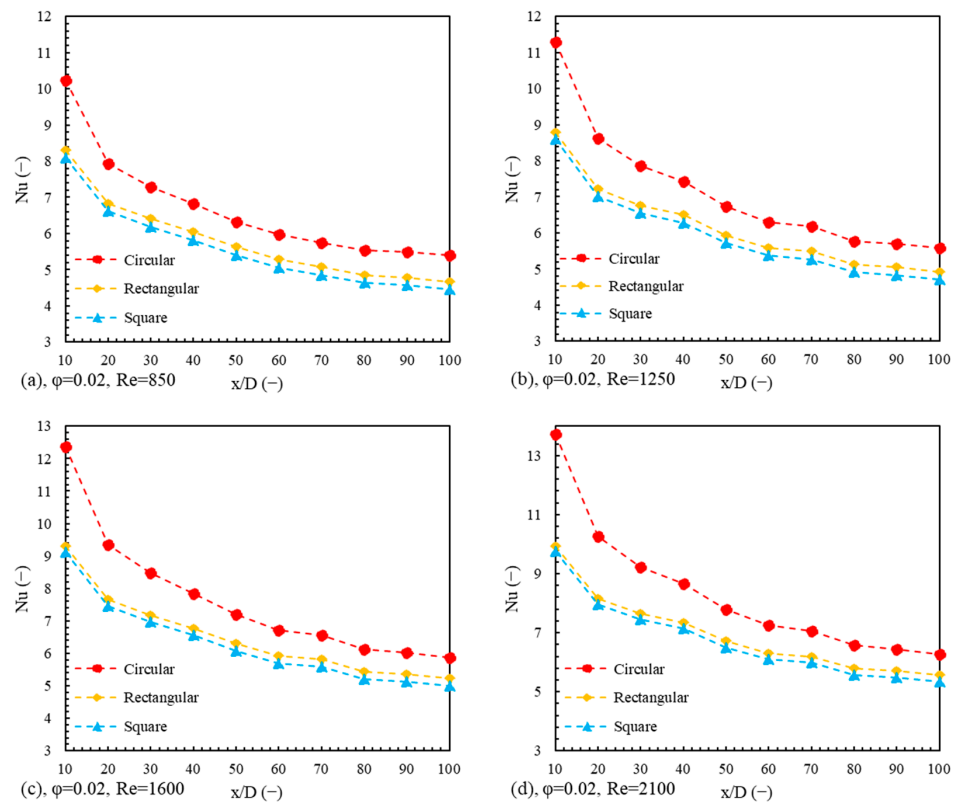 12
11
10
9
8
7
6
5
4
3
Nu (−)
Circular
Rectangular
Square
10 20 30 40 50 60 70 80 90 100
(a), φ=0.02, Re=850 x/D (−)
12
11
10
9
8
7
6
5
4
3
Nu (−)
Circular
Rectangular
Square
10 20 30 40 50 60 70 80 90 100
(b), φ=0.02, Re=1250 x/D (−)
13
12
11
10
9
8
7
6
5
4
3
Nu (−)
Circular
Rectangular
Square
10 20 30 40 50 60 70 80 90 100
(c), φ=0.02, Re=1600 x/D (−)
13
11
9
7
5
3
Nu (−)
Circular
Rectangular
Square
10 20 30 40 50 60 70 80 90 100
(d), φ=0.02, Re=2100 x/D (−)